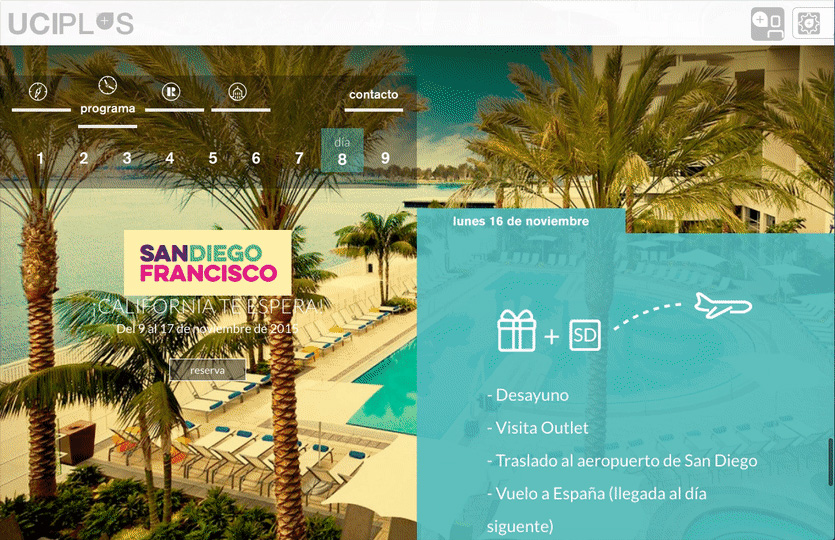 UCIPLUS
programa
contacto
1 2 3 4 5 6 7 día 8 9
SANDIEGO
FRANCISCO
¡CALIFORNIA TE ESPERA!
Del 9 al 17 de noviembre de 2015
reserva
lunes 16 de noviembre
+ SD
- Desayuno
- Visita Outlet
- Traslado al aeropuerto de San Diego
- Vuelo a España (llegada al día
siguente)